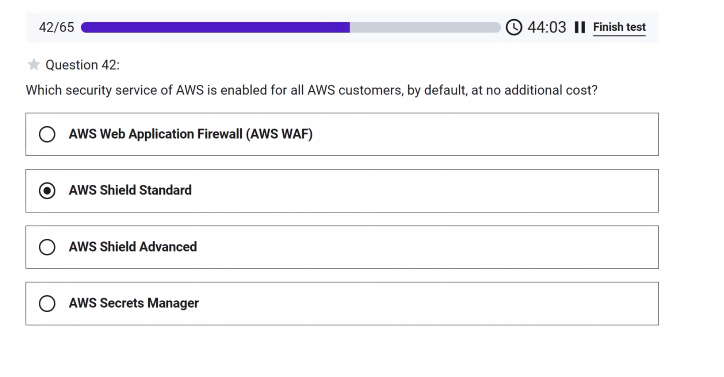 42/65 44:03 Finish test
Question 42:
Which security service of AWS is enabled for all AWS customers, by default, at no additional cost?
AWS Web Application Firewall (AWS WAF)
AWS Shield Standard
AWS Shield Advanced
AWS Secrets Manager